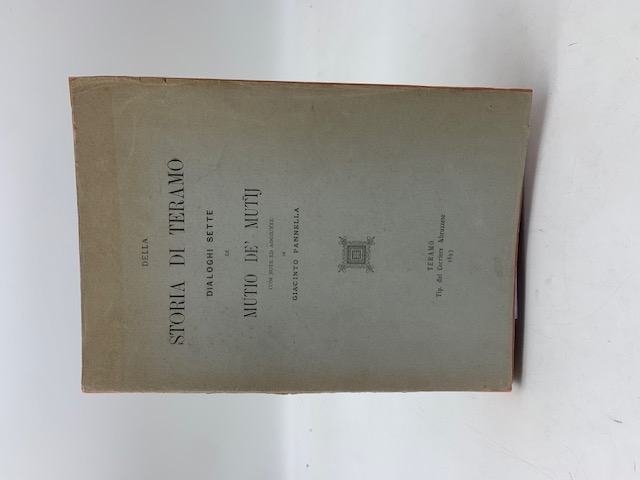 DELLA
STORIA DI TERAMO
DIALOGHI SETTE
DI
MUTIO DE' MUTIJ
CON NOTE ED AGGIUNTE
DI
GIACINTO PANNELLA
TERAMO
Tip. del Corriere Abruzzese
1893